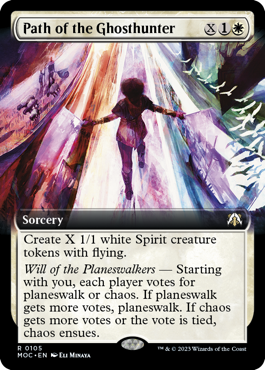 Path of the Ghosthunter X 1
Sorcery
Create X 1/1 white Spirit creature
tokens with flying.
Will of the Planeswalkers — Starting
with you, each player votes for
planeswalk or chaos. If planeswalk
gets more votes, planeswalk. If chaos
gets more votes or the vote is tied,
chaos ensues.
R 0105
MOC • EN Eli Minaya
™ & © 2023 Wizards of the Coast